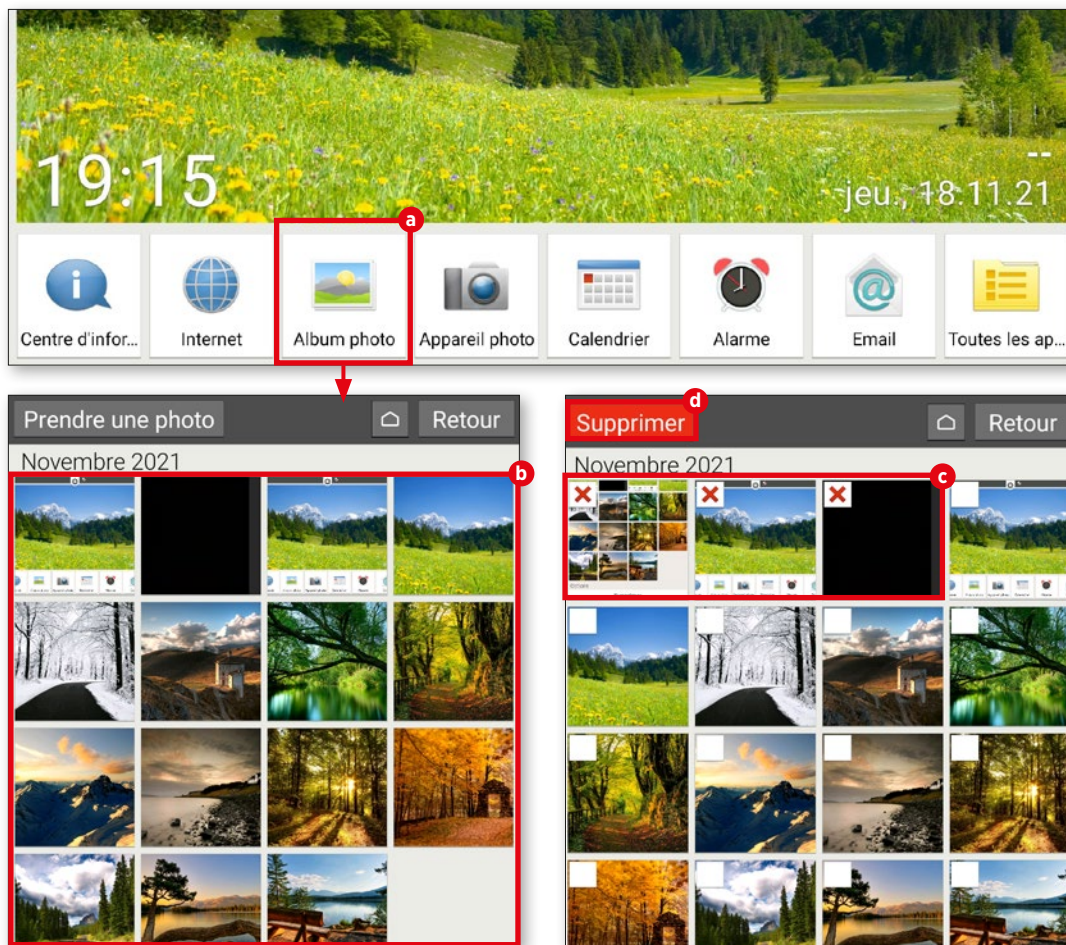 19:15
--
jeu., 18.11.21
a
Centre d'infor...
Internet
Album photo
Appareil photo
Calendrier
Alarme
Email
Toutes les ap...
Prendre une photo
Retour
Novembre 2021
b
d
Supprimer
Retour
Novembre 2021
c